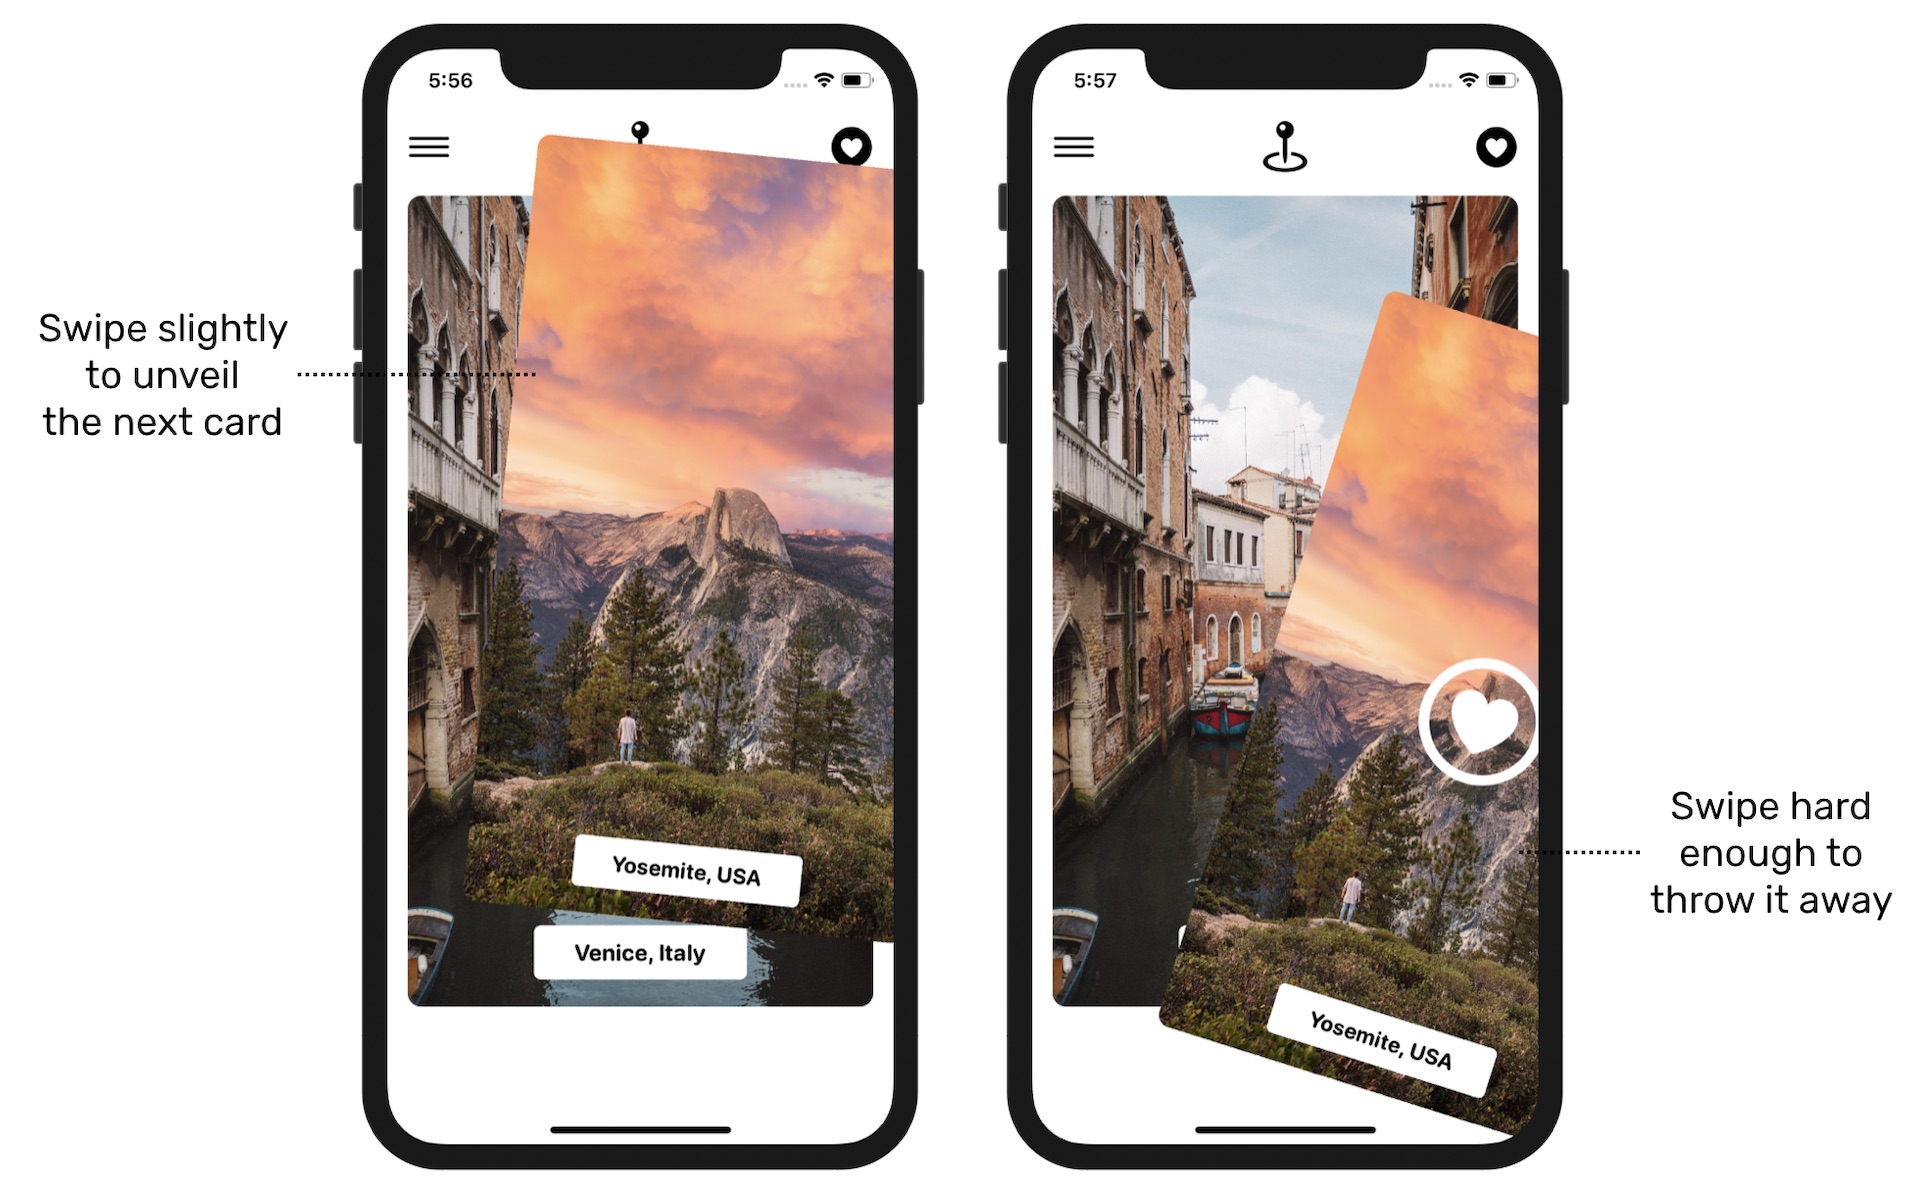 5:56
5:57
Swipe slightly
to unveil
the next card
Yosemite, USA
Venice, Italy
Swipe hard
enough to
throw it away
Yosemite, USA